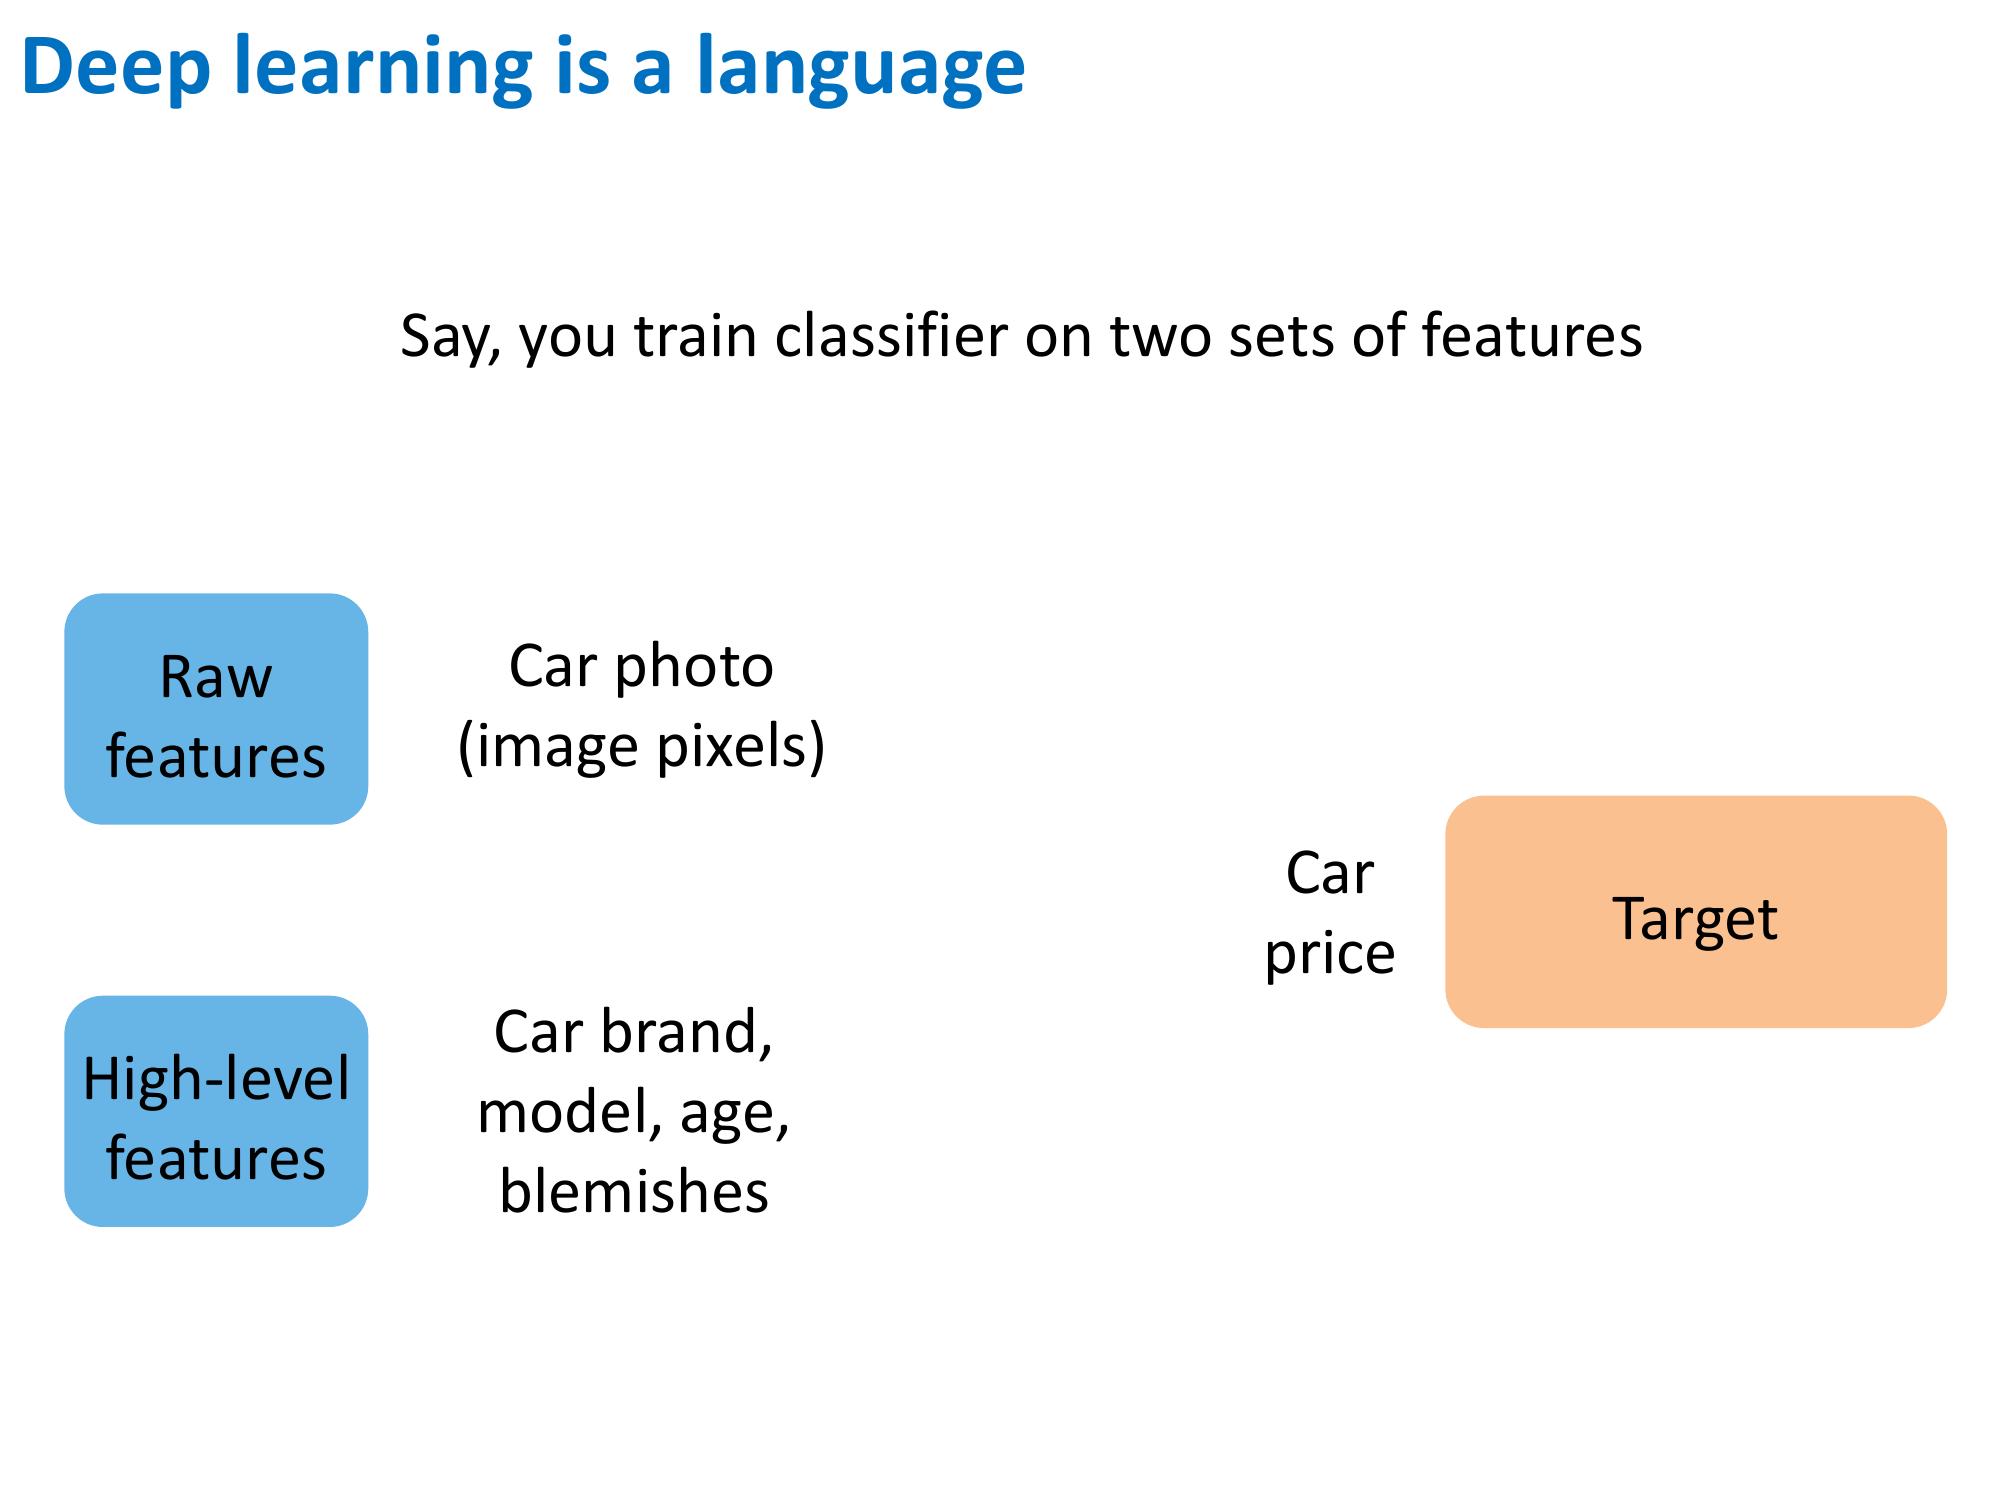 Deep learning is a language
Say, you train classifier on two sets of features
Raw
features
Car photo
(image pixels)
Car
price
Target
High-level
features
Car brand,
model, age,
blemishes